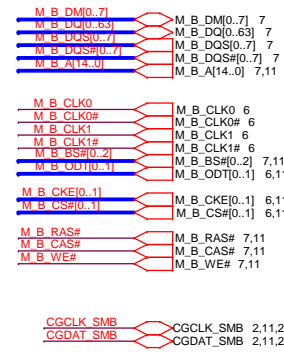 M_B_DM[0..7] M_B_DM[0..7] 7
M_B_DQ[0..63] M_B_DQ[0..63] 7
M_B_DQS[0..7] M_B_DQS[0..7] 7
M_B_DQS#[0..7] M_B_DQS#[0..7] 7
M_B_A[14..0] M_B_A[14..0] 7,11
M_B_CLK0 M_B_CLK0 6
M_B_CLK0# M_B_CLK0# 6
M_B_CLK1 M_B_CLK1 6
M_B_CLK1# M_B_CLK1# 6
M_B_BS#[0..2] M_B_BS#[0..2] 7,11
M_B_ODT[0..1] M_B_ODT[0..1] 6,11
M_B_CKE[0..1] M_B_CKE[0..1] 6,11
M_B_CS#[0..1] M_B_CS#[0..1] 6,11
M_B_RAS# M_B_RAS# 7,11
M_B_CAS# M_B_CAS# 7,11
M_B_WE# M_B_WE# 7,11
CGCLK_SMB CGCLK_SMB 2,11,2
CGDAT_SMB CGDAT_SMB 2,11,2